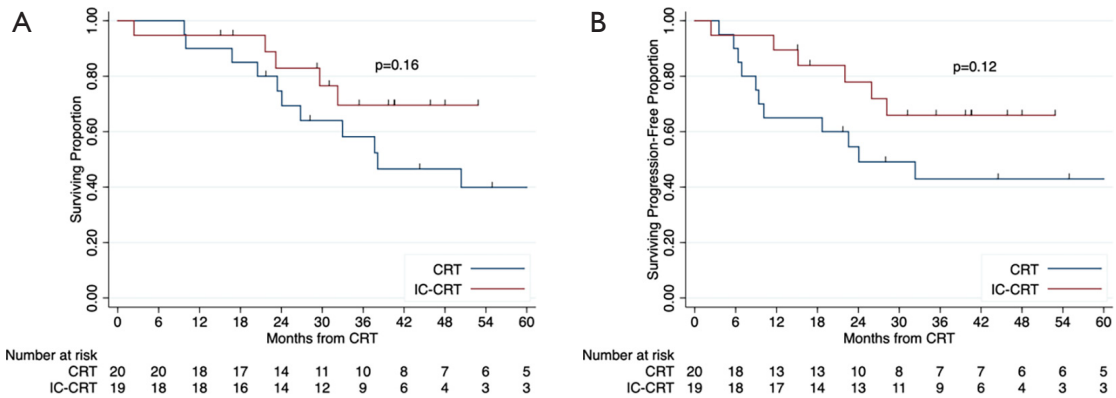 A
Surviving Proportion
1.00
0.80
0.60
0.40
0.20
0.00
p=0.16
CRT
IC-CRT
0 6 12 18 24 30 36 42 48 54 60
Months from CRT
Number at risk
CRT 20 20 18 17 14 11 10 8 7 6 5
IC-CRT 19 18 18 16 14 12 9 6 4 3 3
B
Surviving Progression-Free Proportion
1.00
0.80
0.60
0.40
0.20
0.00
p=0.12
CRT
IC-CRT
0 6 12 18 24 30 36 42 48 54 60
Months from CRT
Number at risk
CRT 20 18 13 13 10 8 7 7 6 6 5
IC-CRT 19 18 17 14 13 11 9 6 4 3 3